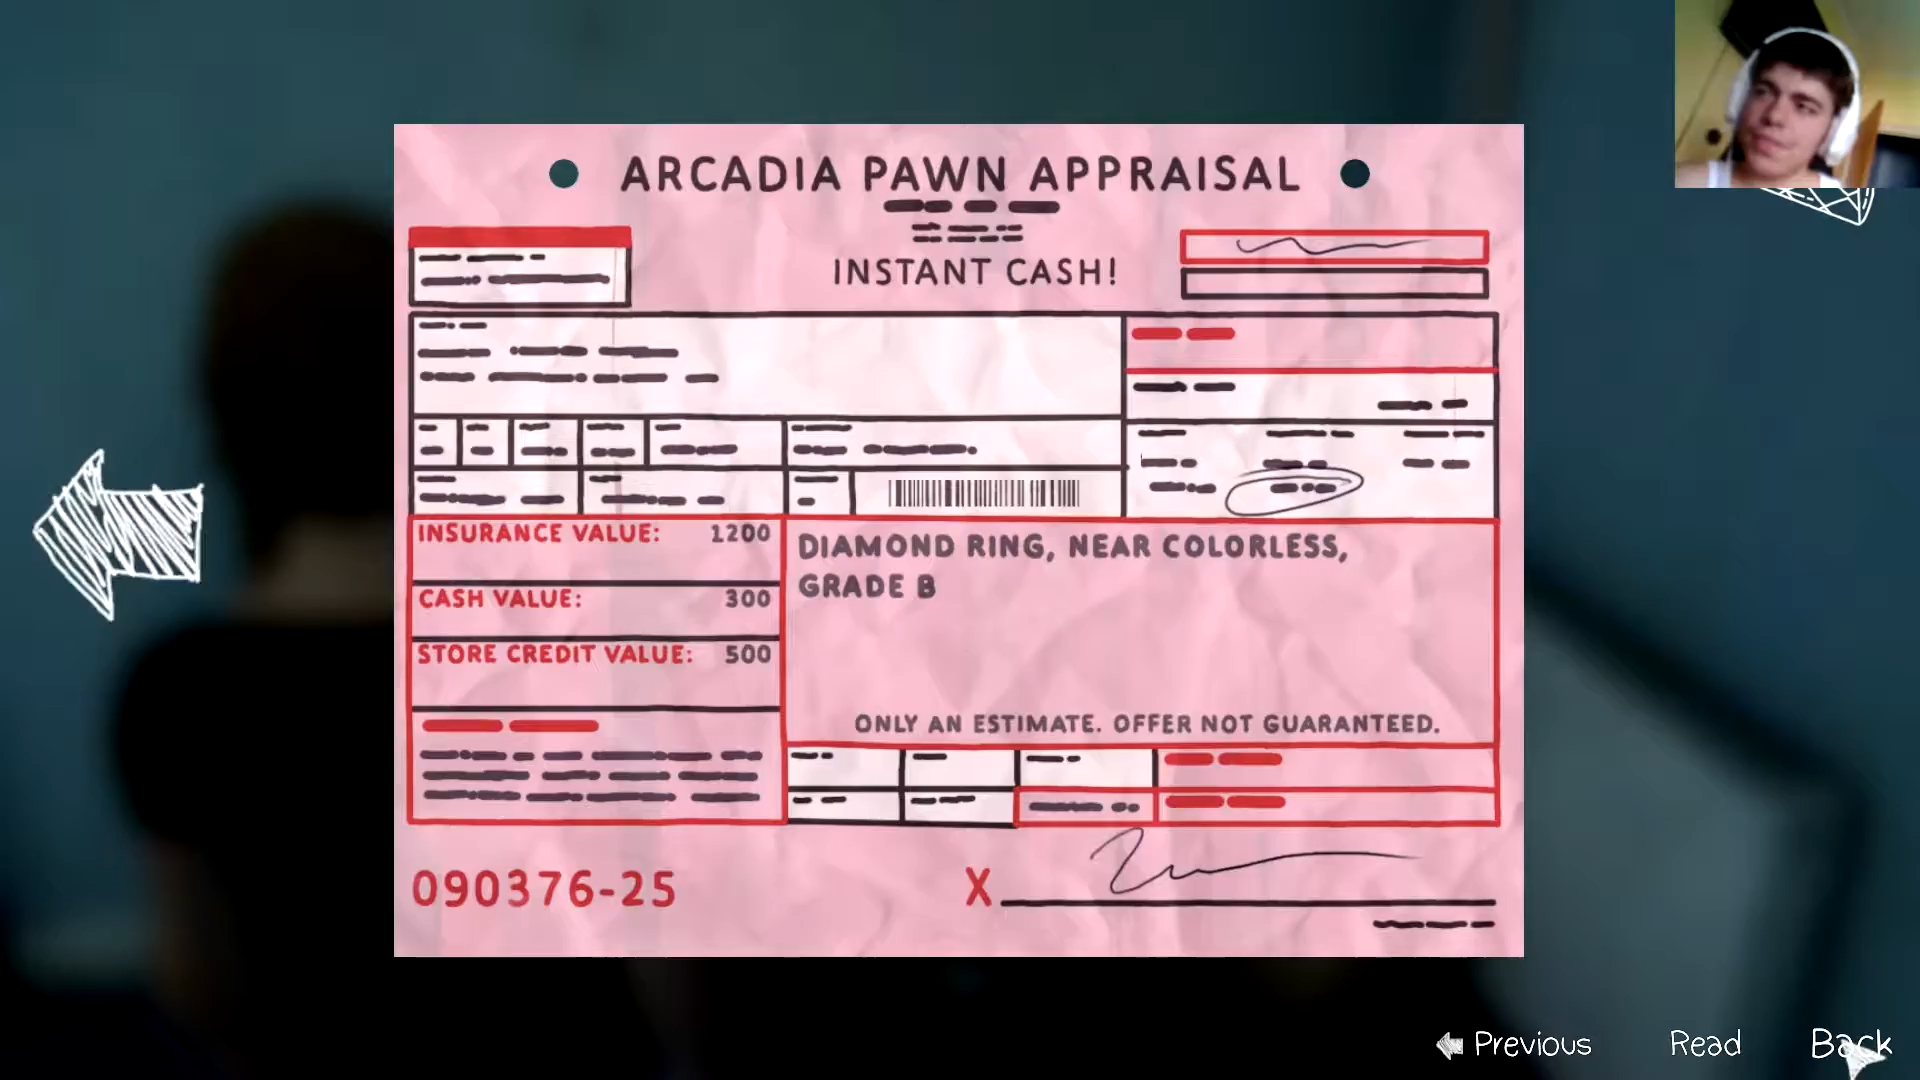 ARCADIA PAWN APPRAISAL
INSTANT CASH!
INSURANCE VALUE: 1200
CASH VALUE: 300
STORE CREDIT VALUE: 500
DIAMOND RING, NEAR COLORLESS,
GRADE B
ONLY AN ESTIMATE. OFFER NOT GUARANTEED.
090376-25
X
Previous Read Back